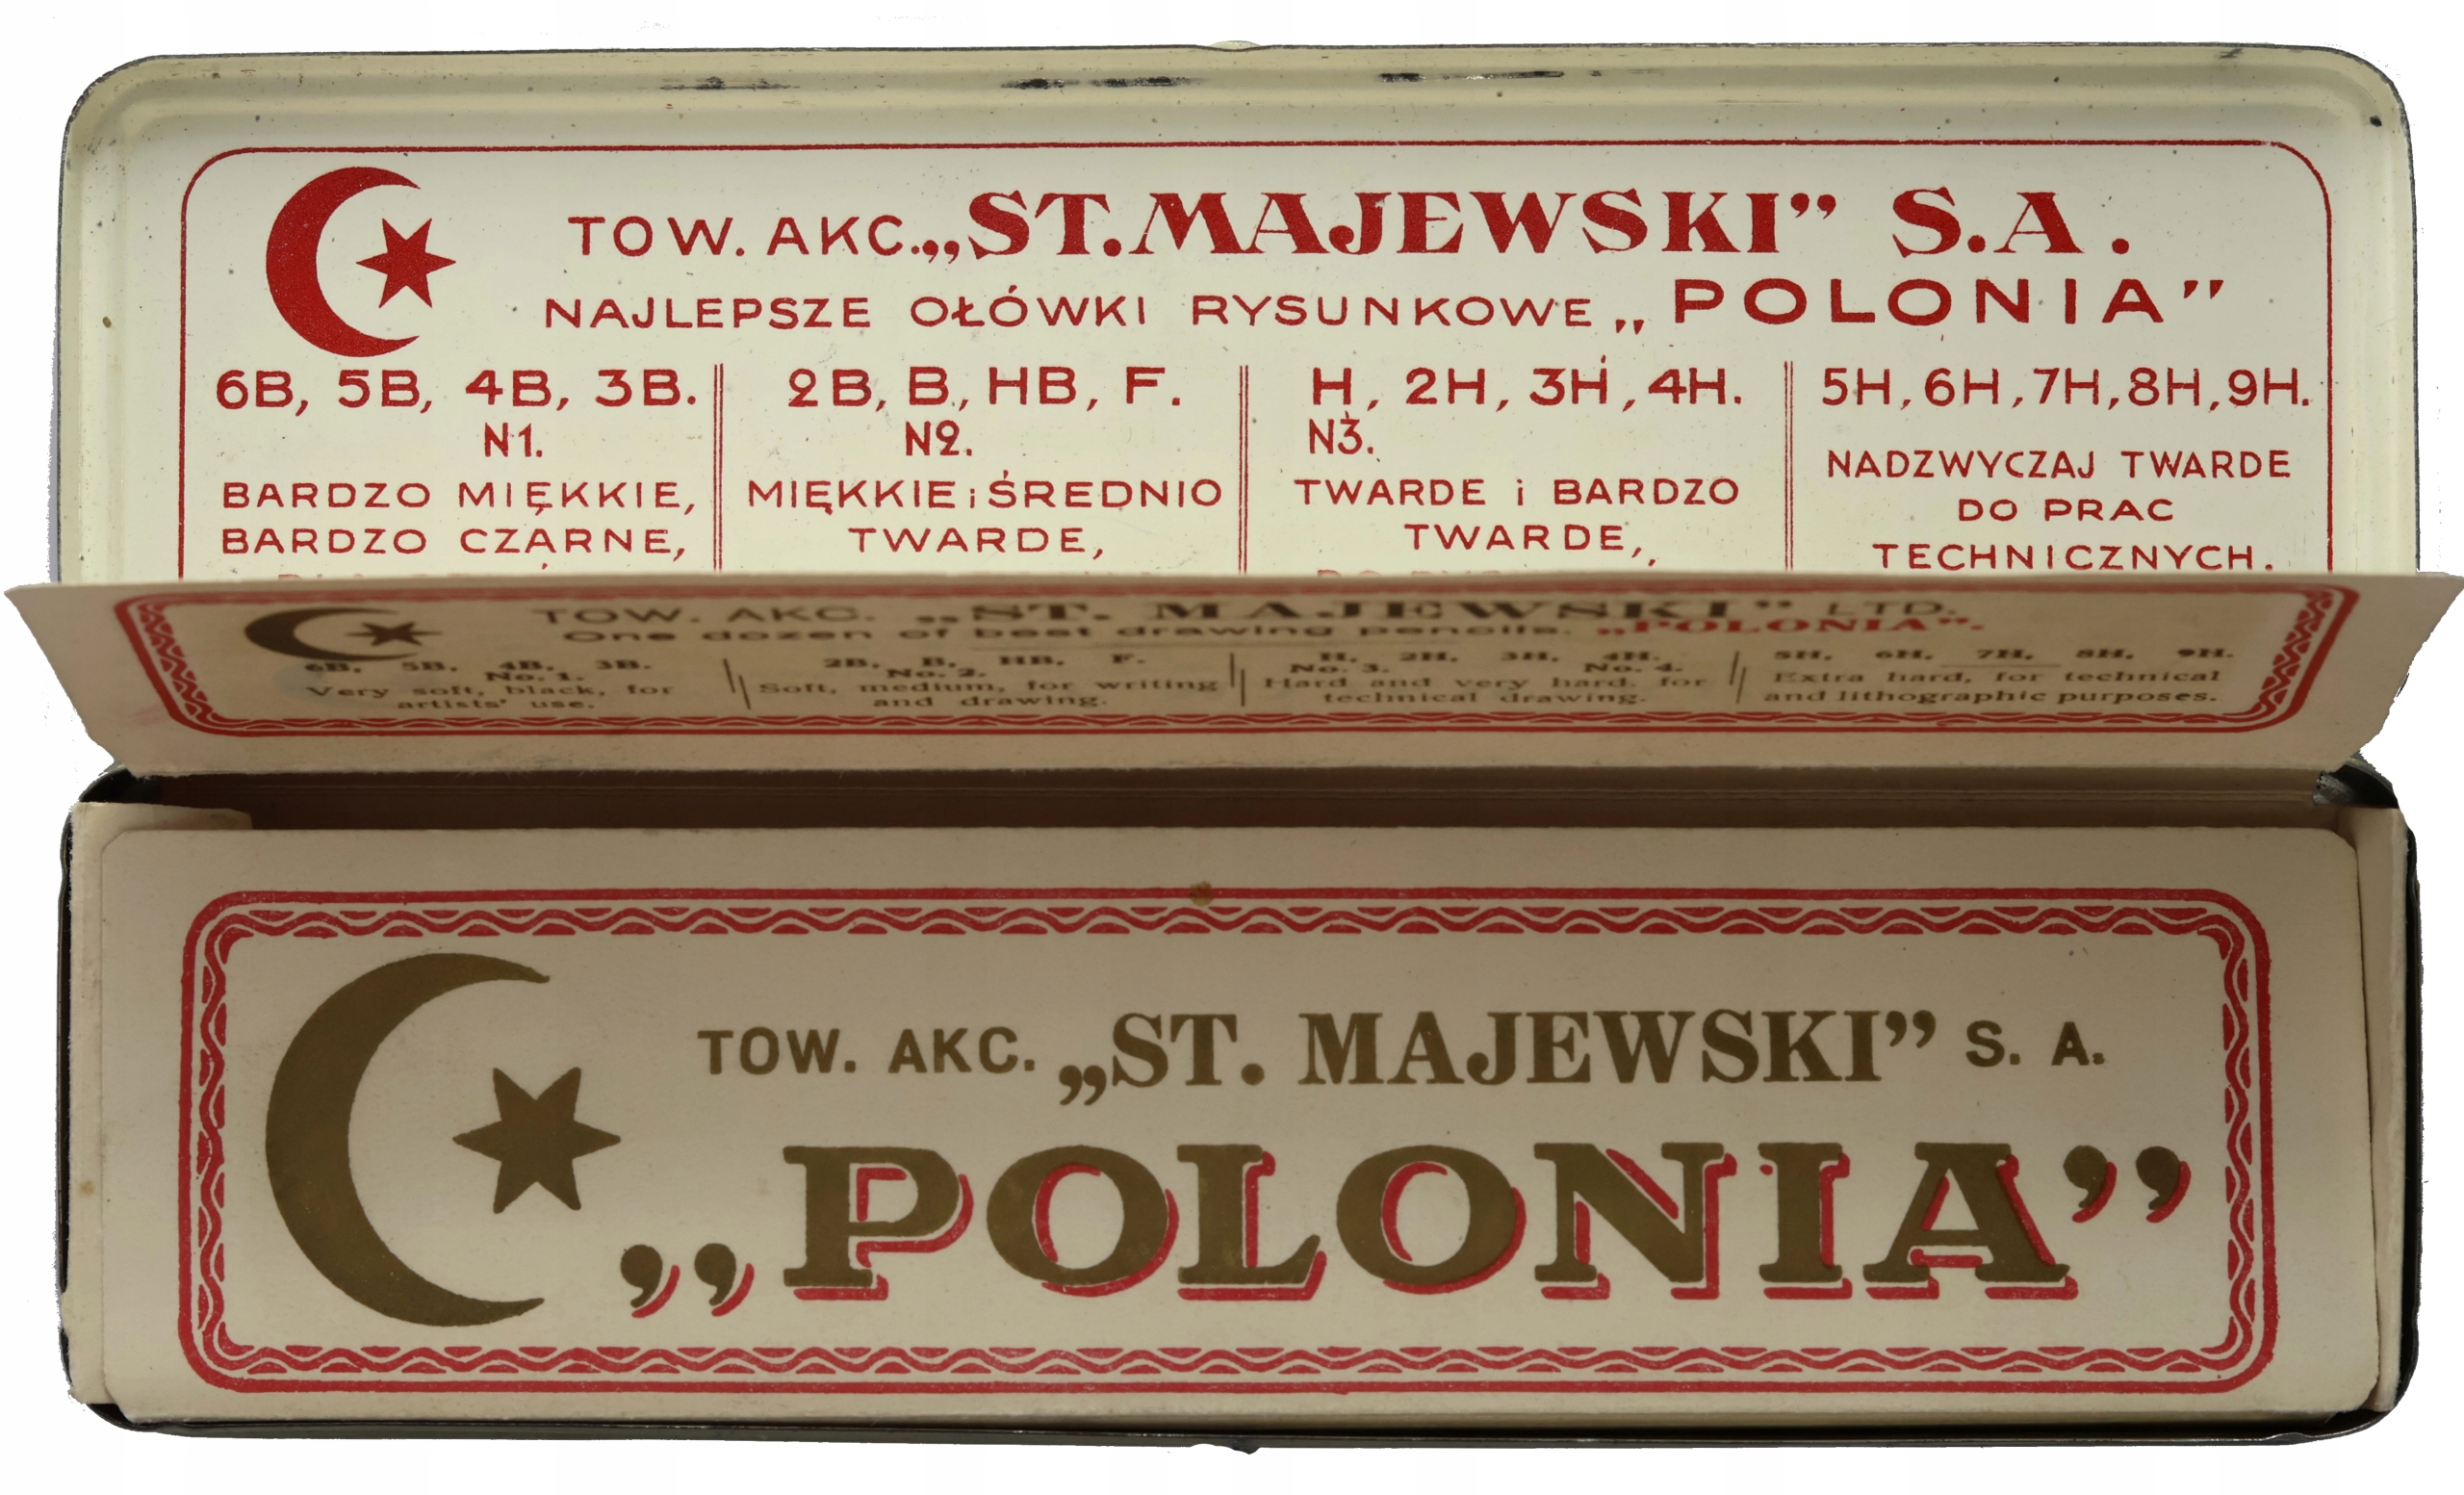 TOW. AKC. „ST. MAJEWSKI” S.A.
NAJLEPSZE OŁÓWKI RYSUNKOWE „POLONIA”
6B, 5B, 4B, 3B.
N1.
BARDZO MIĘKKIE,
BARDZO CZARNE,
2B, B, HB, F.
N2.
MIĘKKIE i ŚREDNIO
TWARDE,
H, 2H, 3H, 4H.
N3.
TWARDE i BARDZO
TWARDE,
5H, 6H, 7H, 8H, 9H.
NADZWYCZAJ TWARDE
DO PRAC
TECHNICZNYCH.
TOW. AKC. „ST. MAJEWSKI” LTD.
One dozen of best drawing pencils. „POLONIA”.
6B. 5B. 4B. 3B.
No. 1.
Very soft, black, for
artists' use.
2B. B. HB. F.
No. 2.
Soft, medium, for writing
and drawing.
H. 2H. 3H. 4H.
No. 3. No. 4.
Hard and very hard, for
technical drawing.
5H. 6H. 7H. 8H. 9H.
Extra hard, for technical
and lithographic purposes.
TOW. AKC. „ST. MAJEWSKI” S. A.
„POLONIA”